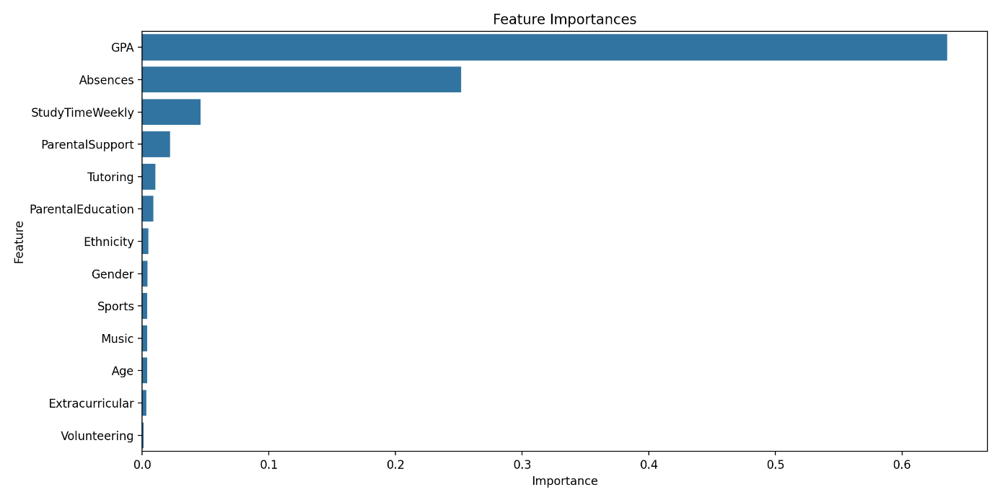 Feature Importances
Feature
GPA
Absences
StudyTimeWeekly
ParentalSupport
Tutoring
ParentalEducation
Ethnicity
Gender
Sports
Music
Age
Extracurricular
Volunteering
0.0 0.1 0.2 0.3 0.4 0.5 0.6
Importance